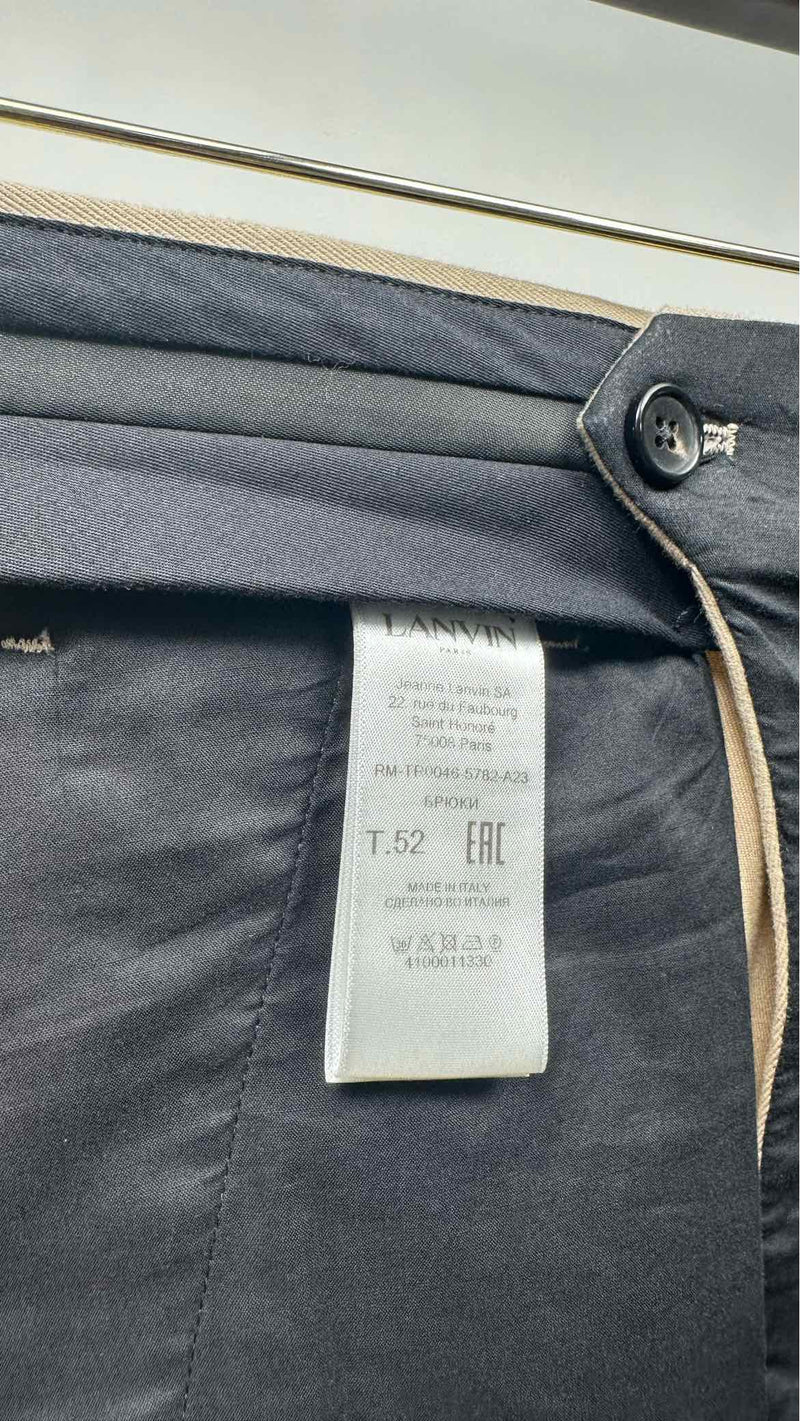 LANVIN
PARIS
Jeanne Lanvin SA
22 rue du Faubourg
Saint Honoré
75008 Paris
RM-TR0046-5782-A23
БРЮКИ
T.52 EAC
MADE IN ITALY
СДЕЛАНО ВО ИТАЛИЯ
30 P
4100011330